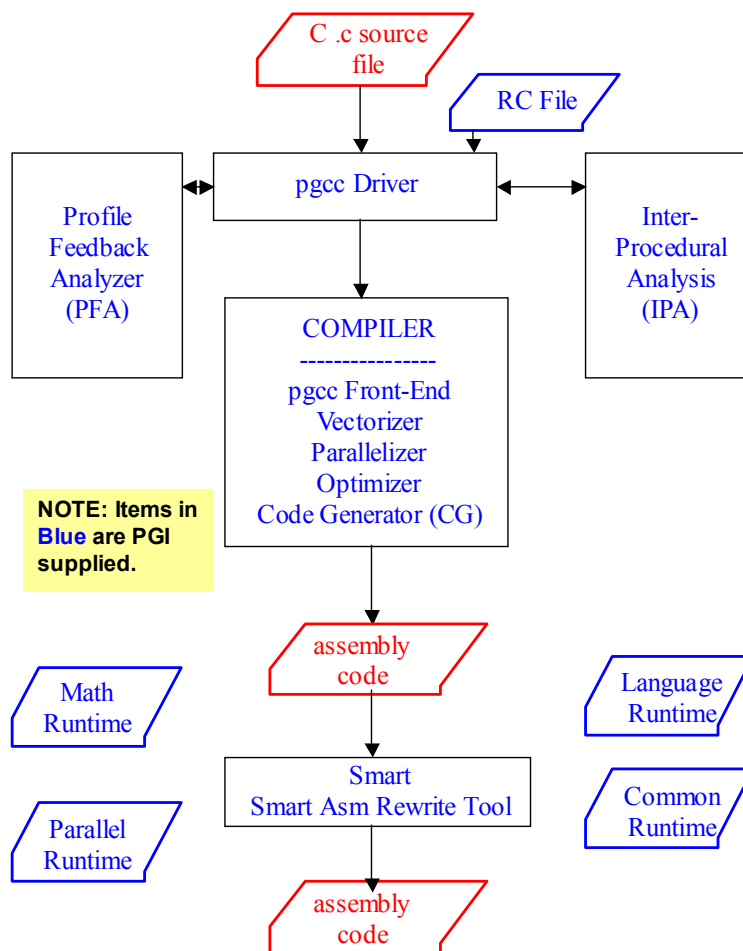 C .c source
file
RC File
pgcc Driver
Profile
Feedback
Analyzer
(PFA)
Inter-
Procedural
Analysis
(IPA)
COMPILER
----------------
pgcc Front-End
Vectorizer
Parallelizer
Optimizer
Code Generator (CG)
NOTE: Items in
Blue are PGI
supplied.
assembly
code
Math
Runtime
Language
Runtime
Smart
Smart Asm Rewrite Tool
Parallel
Runtime
Common
Runtime
assembly
code